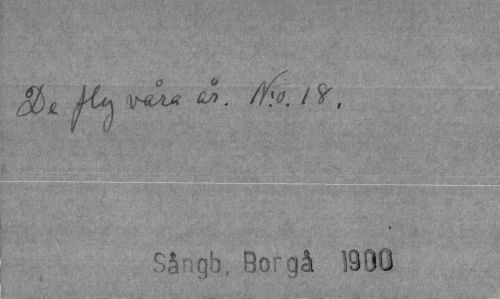 De fly våra år. N:o. 18.
Sångb, Borgå 1900